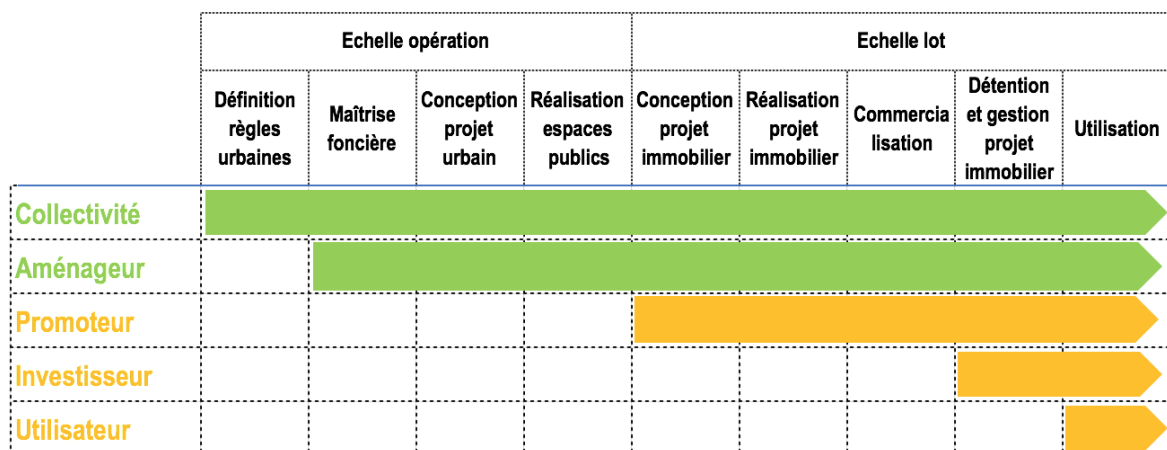 Echelle opération
Echelle lot
Définition
règles
urbaines
Maîtrise
foncière
Conception
projet
urbain
Réalisation
espaces
publics
Conception
projet
immobilier
Réalisation
projet
immobilier
Commercia
lisation
Détention
et gestion
projet
immobilier
Utilisation
Collectivité
Aménageur
Promoteur
Investisseur
Utilisateur